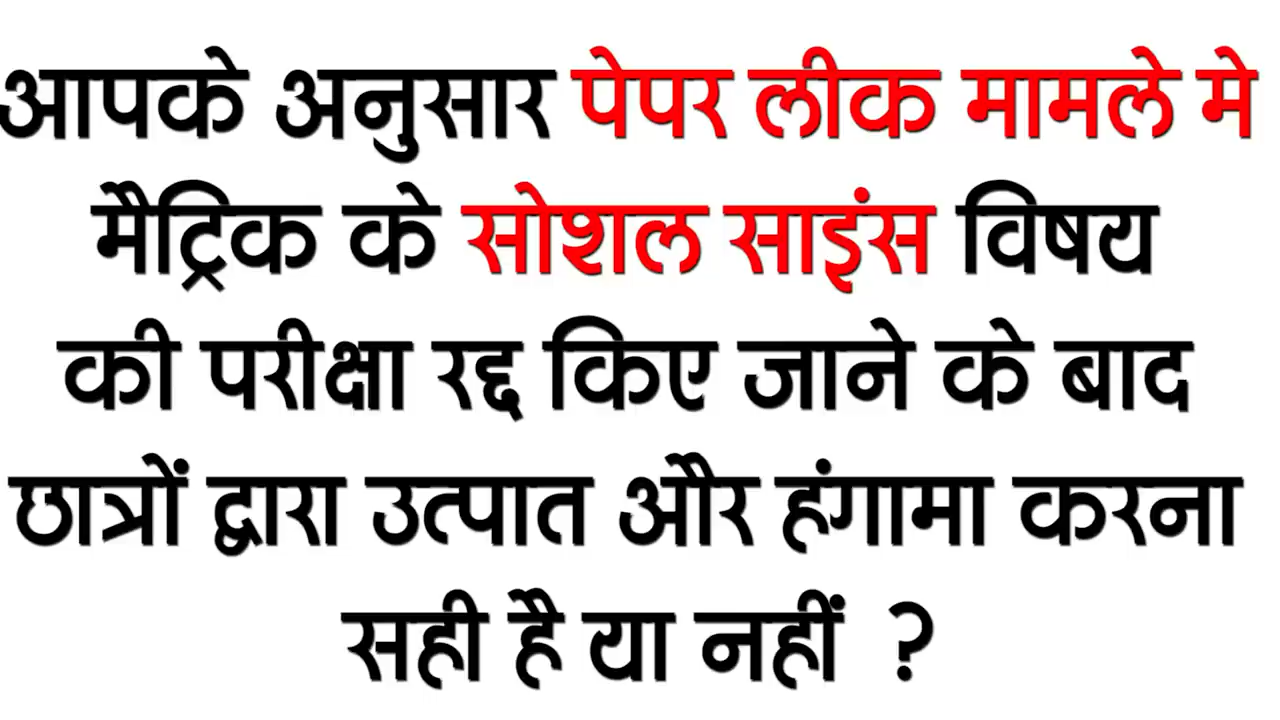 आपके अनुसार पेपर लीक मामले मे
मैट्रिक के सोशल साइंस विषय
की परीक्षा रद्द किए जाने के बाद
छात्रों द्वारा उत्पात और हंगामा करना
सही है या नहीं ?